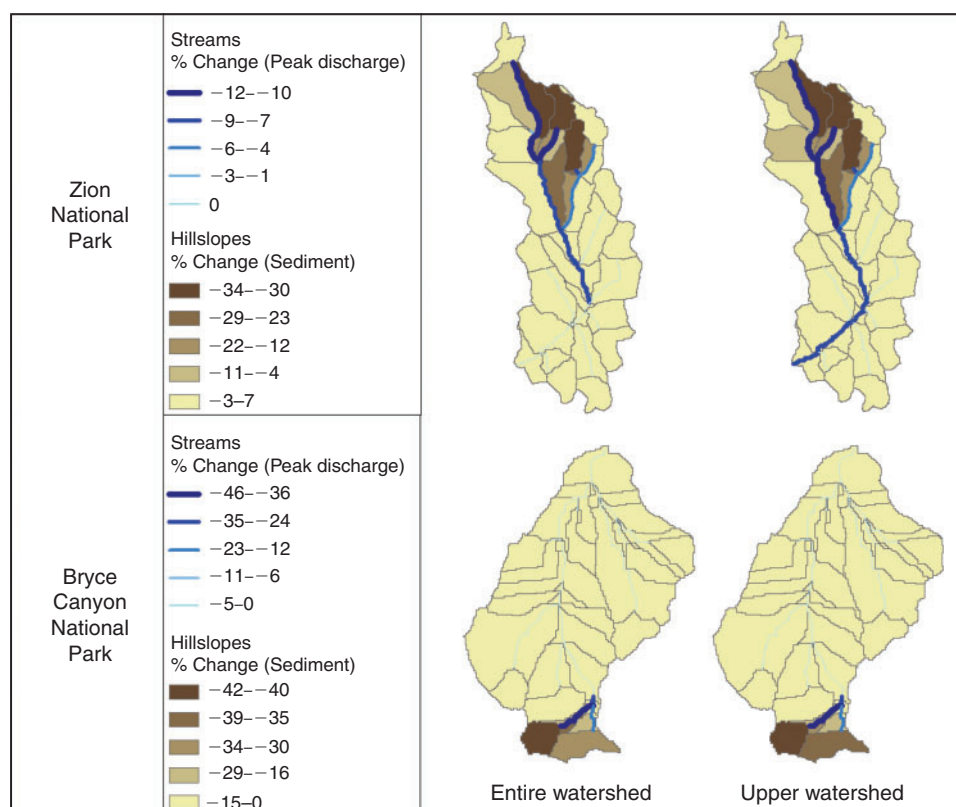 Zion
National
Park
Streams
% Change (Peak discharge)
−12–−10
−9–−7
−6–−4
−3–−1
0
Hillslopes
% Change (Sediment)
−34–−30
−29–−23
−22–−12
−11–−4
−3–7
Bryce
Canyon
National
Park
Streams
% Change (Peak discharge)
−46–−36
−35–−24
−23–−12
−11–−6
−5–0
Hillslopes
% Change (Sediment)
−42–−40
−39–−35
−34–−30
−29–−16
−15–0
Entire watershed
Upper watershed